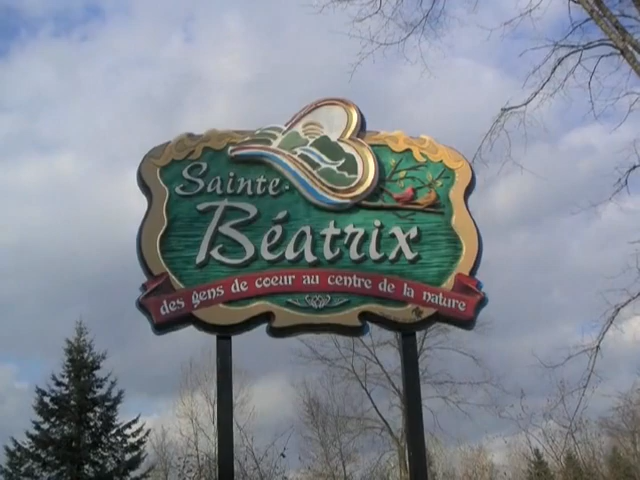 Sainte-
Béatrix
des gens de coeur au centre de la nature